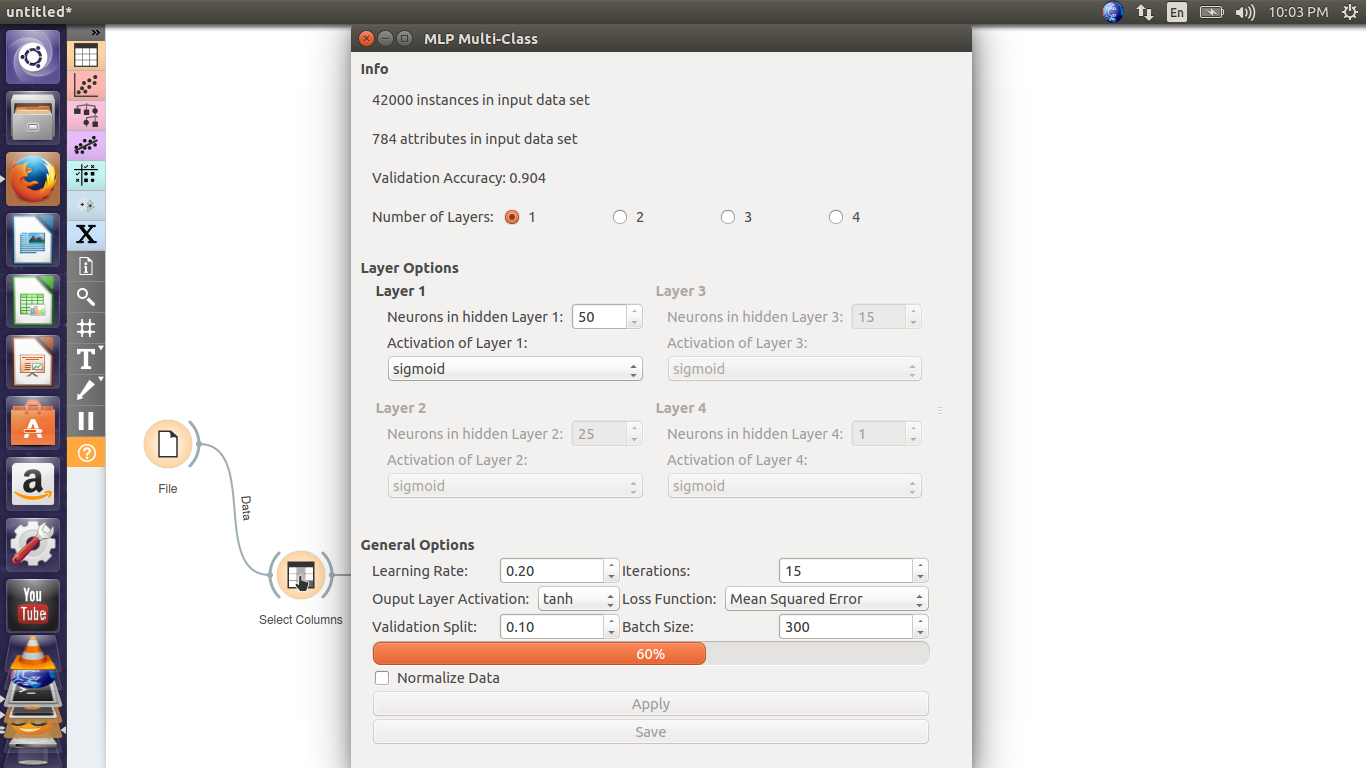 untitled*
En
10:03 PM
MLP Multi-Class
Info
42000 instances in input data set
784 attributes in input data set
Validation Accuracy: 0.904
Number of Layers: 1 2 3 4
Layer Options
Layer 1
Neurons in hidden Layer 1: 50
Activation of Layer 1:
sigmoid
Layer 3
Neurons in hidden Layer 3: 15
Activation of Layer 3:
sigmoid
Layer 2
Neurons in hidden Layer 2: 25
Activation of Layer 2:
sigmoid
Layer 4
Neurons in hidden Layer 4: 1
Activation of Layer 4:
sigmoid
General Options
Learning Rate: 0.20 Iterations: 15
Ouput Layer Activation: tanh Loss Function: Mean Squared Error
Validation Split: 0.10 Batch Size: 300
60%
Normalize Data
Apply
Save
File
Data
Select Columns
X
T
?
A
a
You
Tube